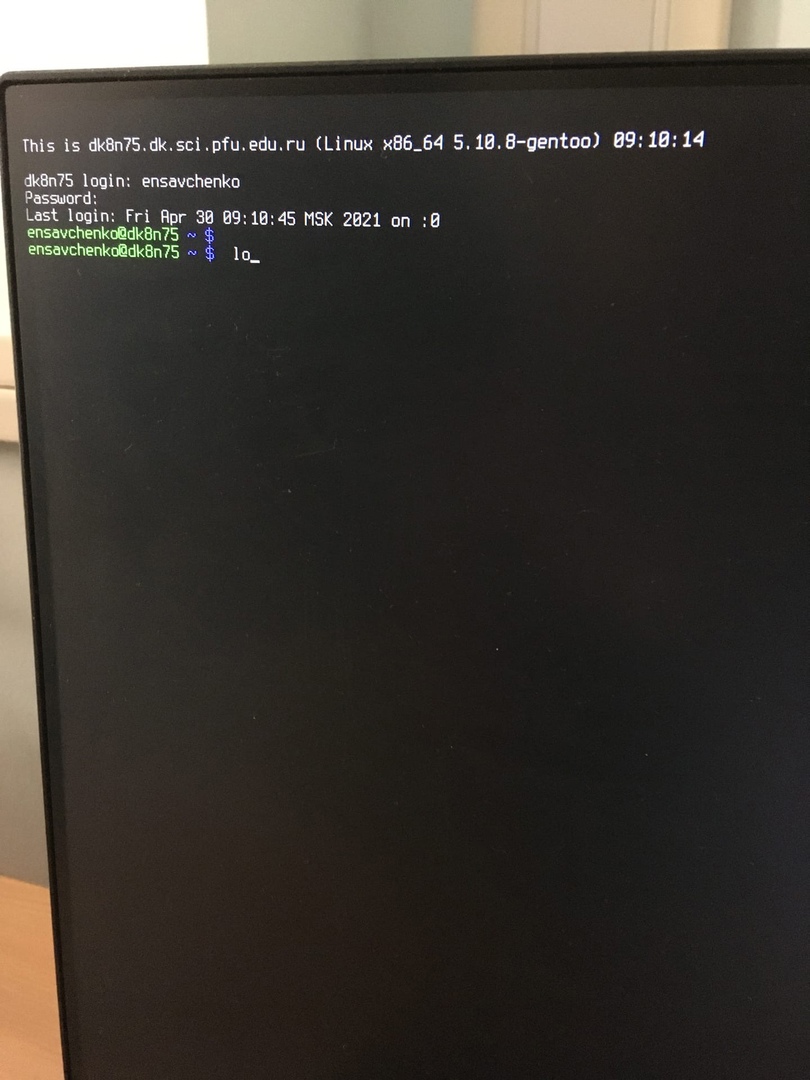 This is dk8n75.dk.sci.pfu.edu.ru (Linux x86_64 5.10.8-gentoo) 09:10:14
dk8n75 login: ensavchenko
Password:
Last login: Fri Apr 30 09:10:45 MSK 2021 on :0
ensavchenko@dk8n75 ~ $
ensavchenko@dk8n75 ~ $  lo_